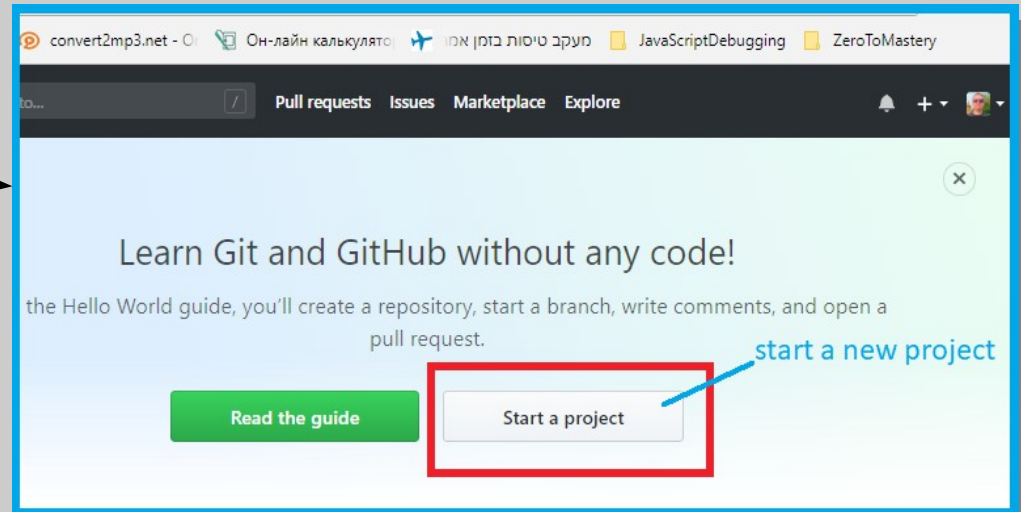 convert2mp3.net - Он-лайн калькулятор מעקב טיסות בזמן אמ JavaScriptDebugging ZeroToMastery
to... / Pull requests Issues Marketplace Explore
Learn Git and GitHub without any code!
the Hello World guide, you’ll create a repository, start a branch, write comments, and open a
pull request.
start a new project
Read the guide Start a project